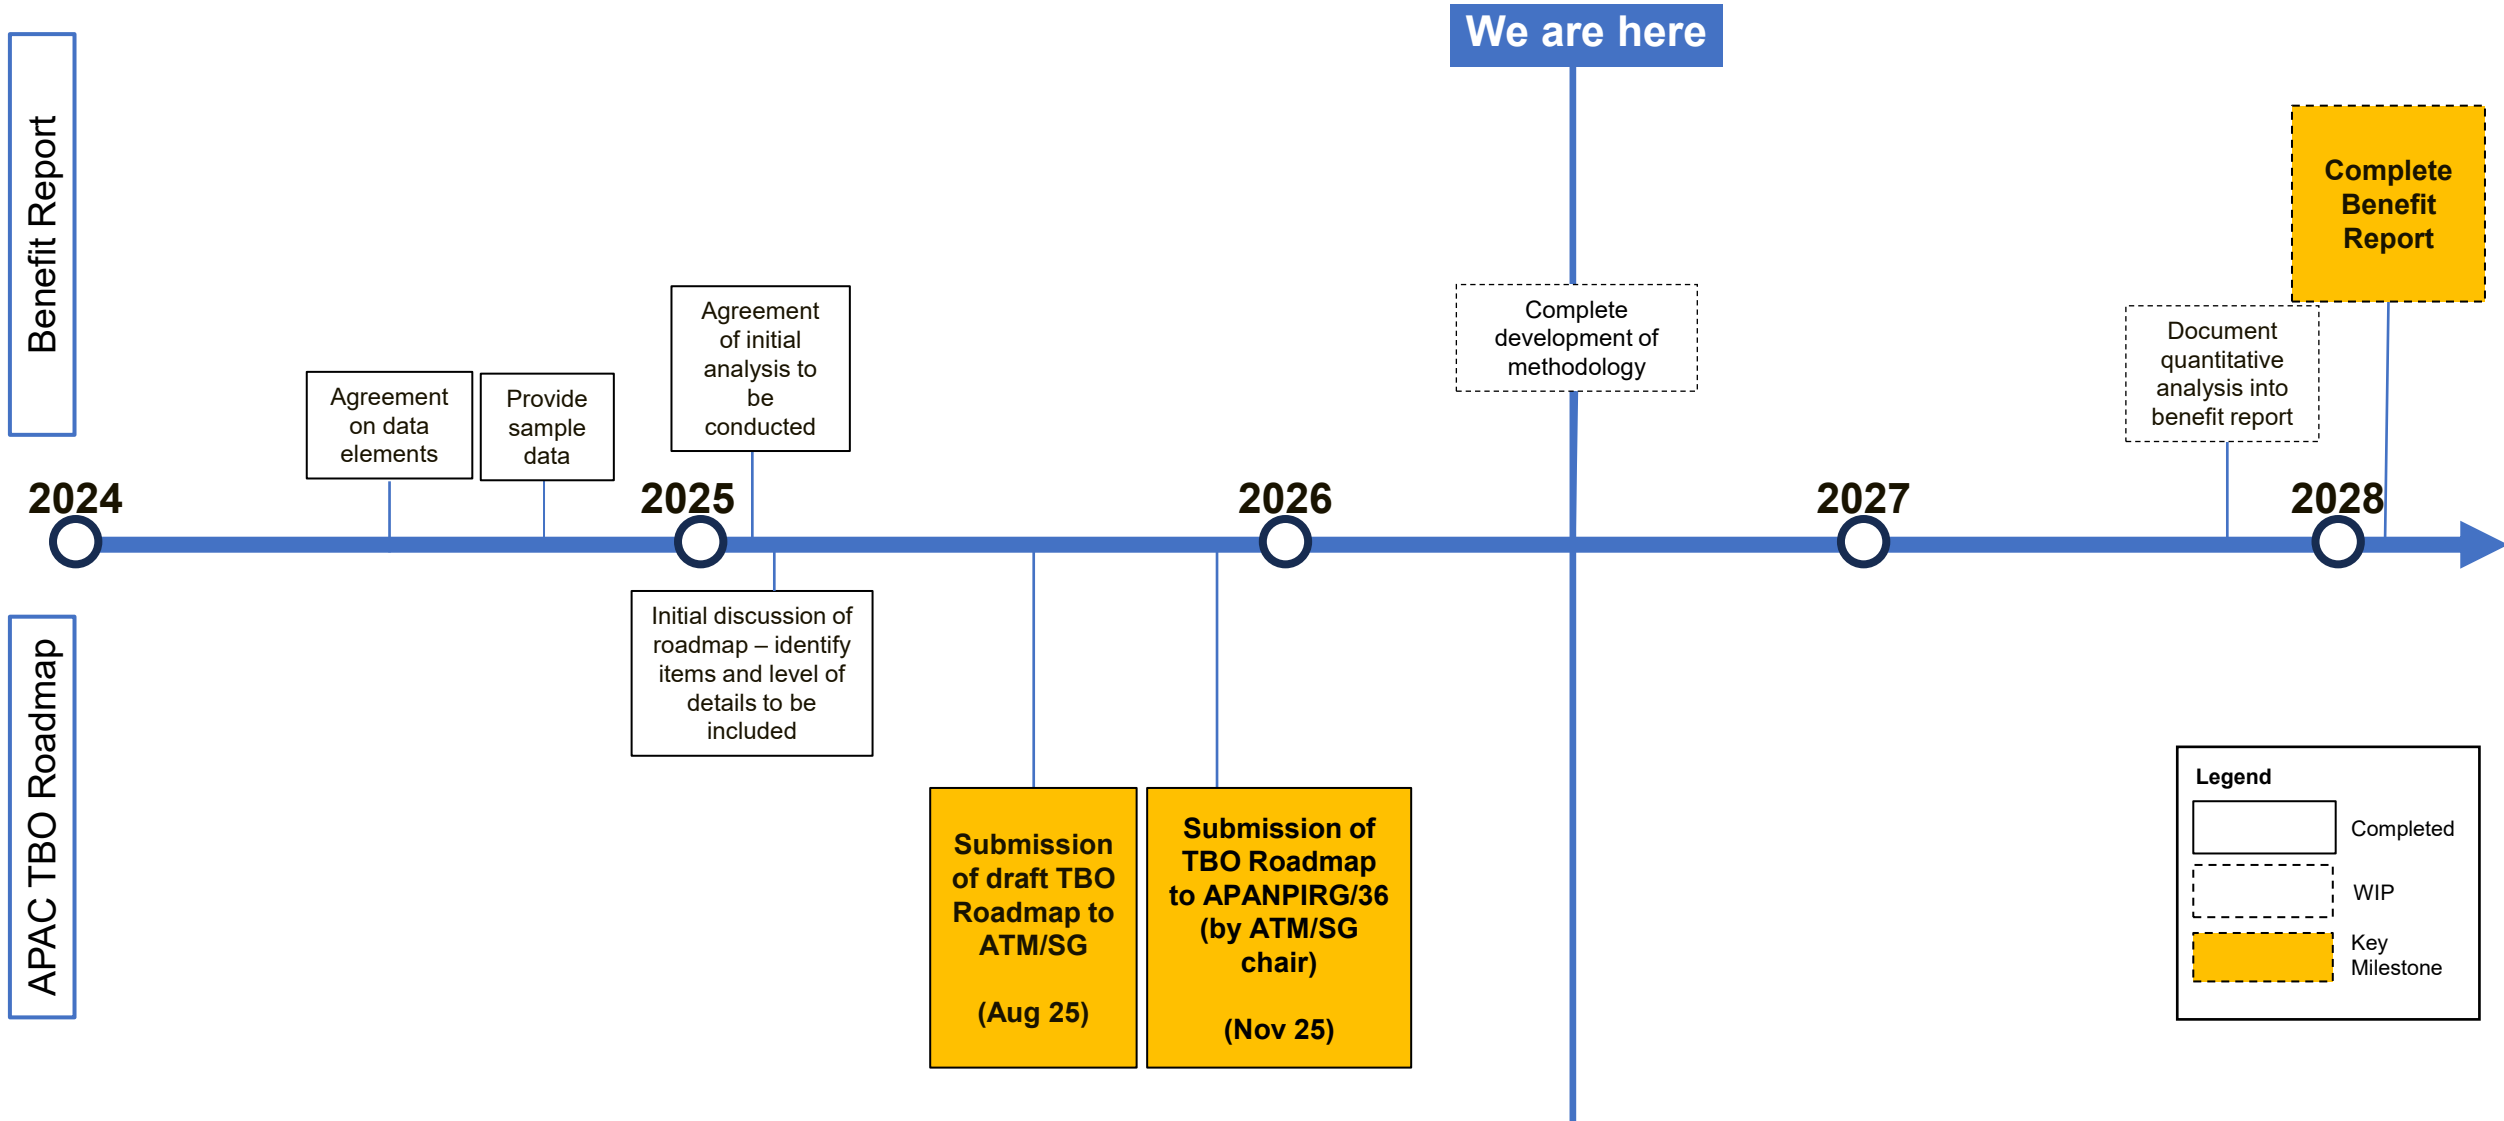 We are here
Benefit Report
Complete
Benefit
Report
Agreement
of initial
analysis to
be
conducted
Complete
development of
methodology
Document
quantitative
analysis into
benefit report
Agreement
on data
elements
Provide
sample
data
2024
2025
2026
2027
2028
APAC TBO Roadmap
Initial discussion of
roadmap – identify
items and level of
details to be
included
Submission
of draft TBO
Roadmap to
ATM/SG
(Aug 25)
Submission of
TBO Roadmap
to APANPIRG/36
(by ATM/SG
chair)
(Nov 25)
Legend
Completed
WIP
Key
Milestone